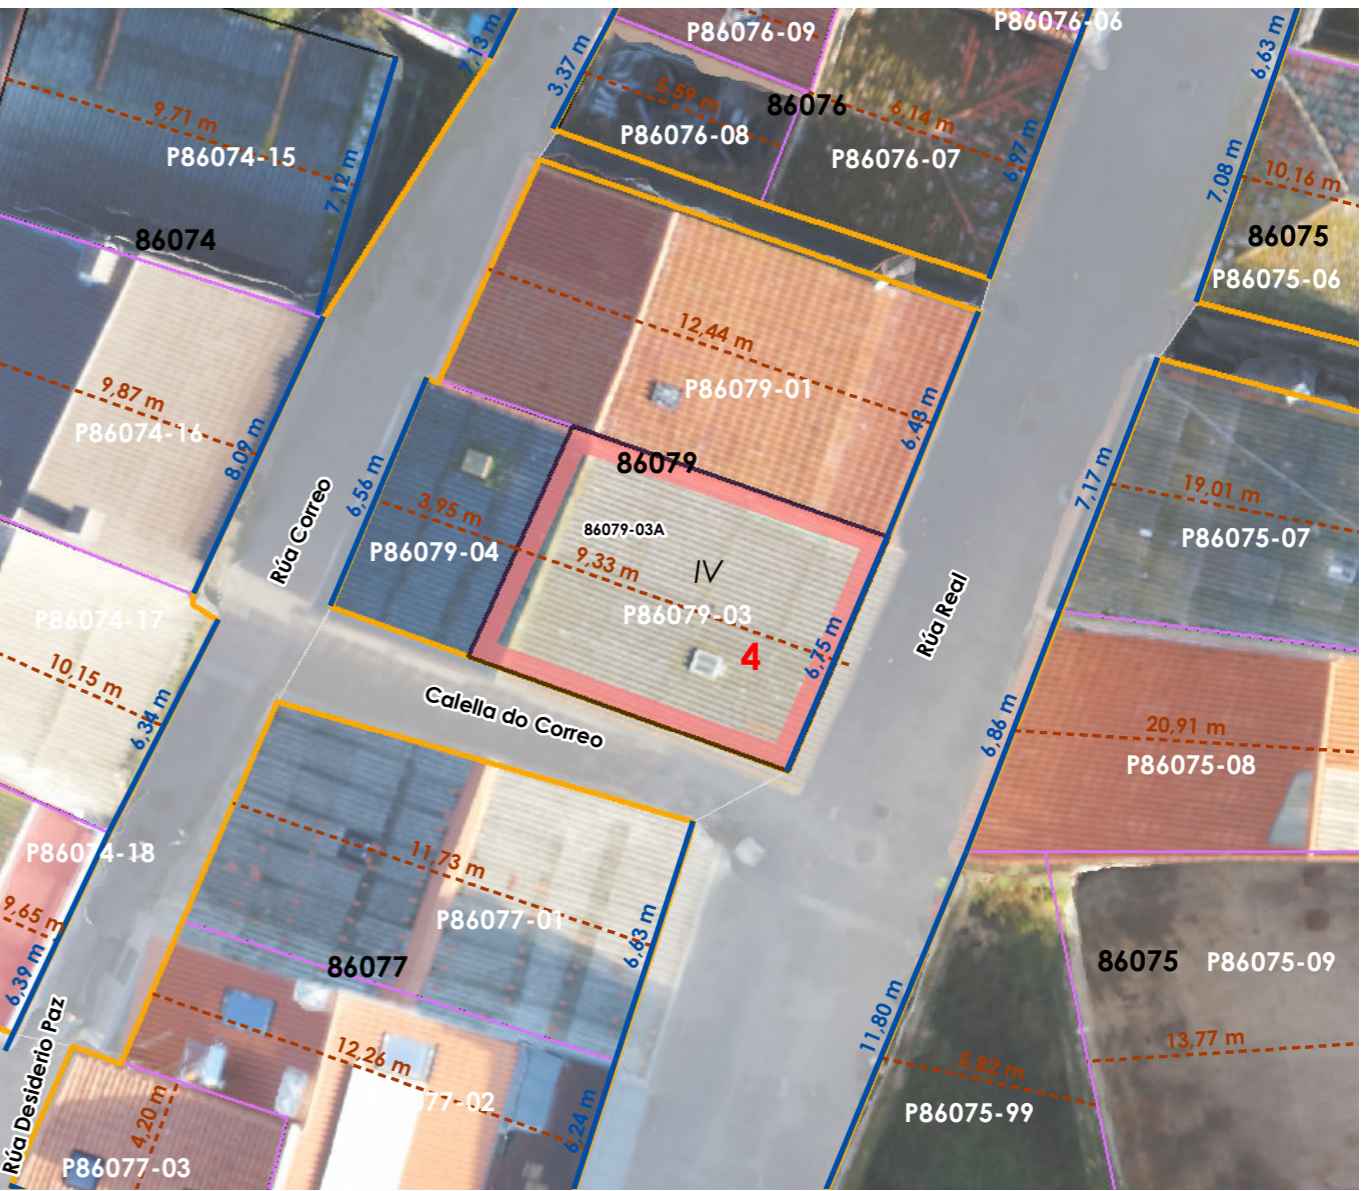 P86076-06
P86076-09
7,13 m
3,37 m
6,63 m
9,71 m
5,59 m
86076
6,14 m
P86074-15
P86076-08
P86076-07
6,97 m
7,12 m
7,08 m
10,16 m
86074
86075
P86075-06
12,44 m
P86079-01
9,87 m
6,43 m
P86074-16
8,09 m
86079
6,56 m
7,17 m
19,01 m
Rúa Correo
3,95 m
86079-03A
P86075-07
P86079-04
9,33 m
IV
P86079-03
Rúa Real
P86074-17
6,75 m
4
10,15 m
6,34 m
Calella do Correo
6,86 m
20,91 m
P86075-08
P86074-18
11,73 m
P86077-01
9,65 m
6,63 m
86077
86075
P86075-09
6,39 m
11,80 m
13,77 m
12,26 m
5,82 m
77-02
P86075-99
6,24 m
4,20 m
Rúa Desiderio Paz
P86077-03